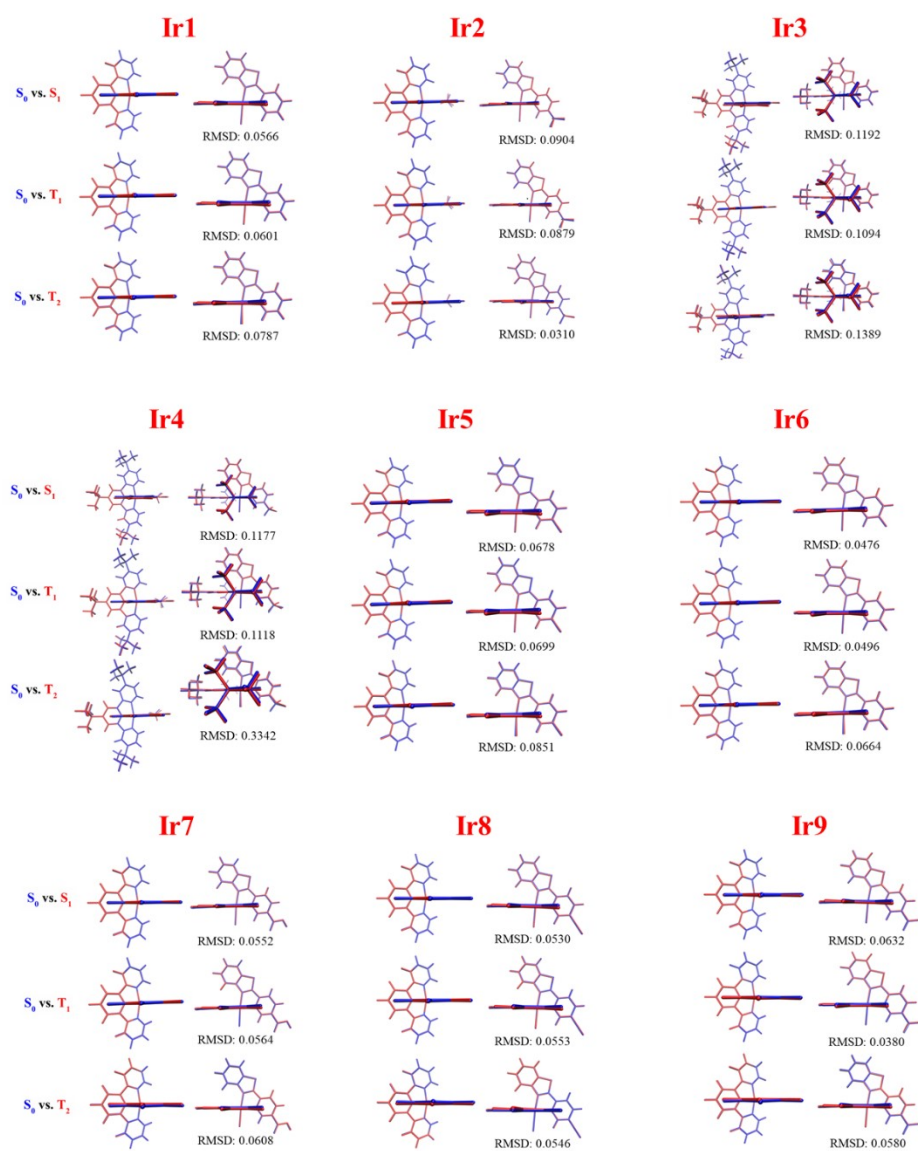 Ir1 Ir2 Ir3
S₀ vs. S₁
RMSD: 0.0566 RMSD: 0.0904 RMSD: 0.1192
S₀ vs. T₁
RMSD: 0.0601 RMSD: 0.0879 RMSD: 0.1094
S₀ vs. T₂
RMSD: 0.0787 RMSD: 0.0310 RMSD: 0.1389
Ir4 Ir5 Ir6
S₀ vs. S₁
RMSD: 0.1177 RMSD: 0.0678 RMSD: 0.0476
S₀ vs. T₁
RMSD: 0.1118 RMSD: 0.0699 RMSD: 0.0496
S₀ vs. T₂
RMSD: 0.3342 RMSD: 0.0851 RMSD: 0.0664
Ir7 Ir8 Ir9
S₀ vs. S₁
RMSD: 0.0552 RMSD: 0.0530 RMSD: 0.0632
S₀ vs. T₁
RMSD: 0.0564 RMSD: 0.0553 RMSD: 0.0380
S₀ vs. T₂
RMSD: 0.0608 RMSD: 0.0546 RMSD: 0.0580